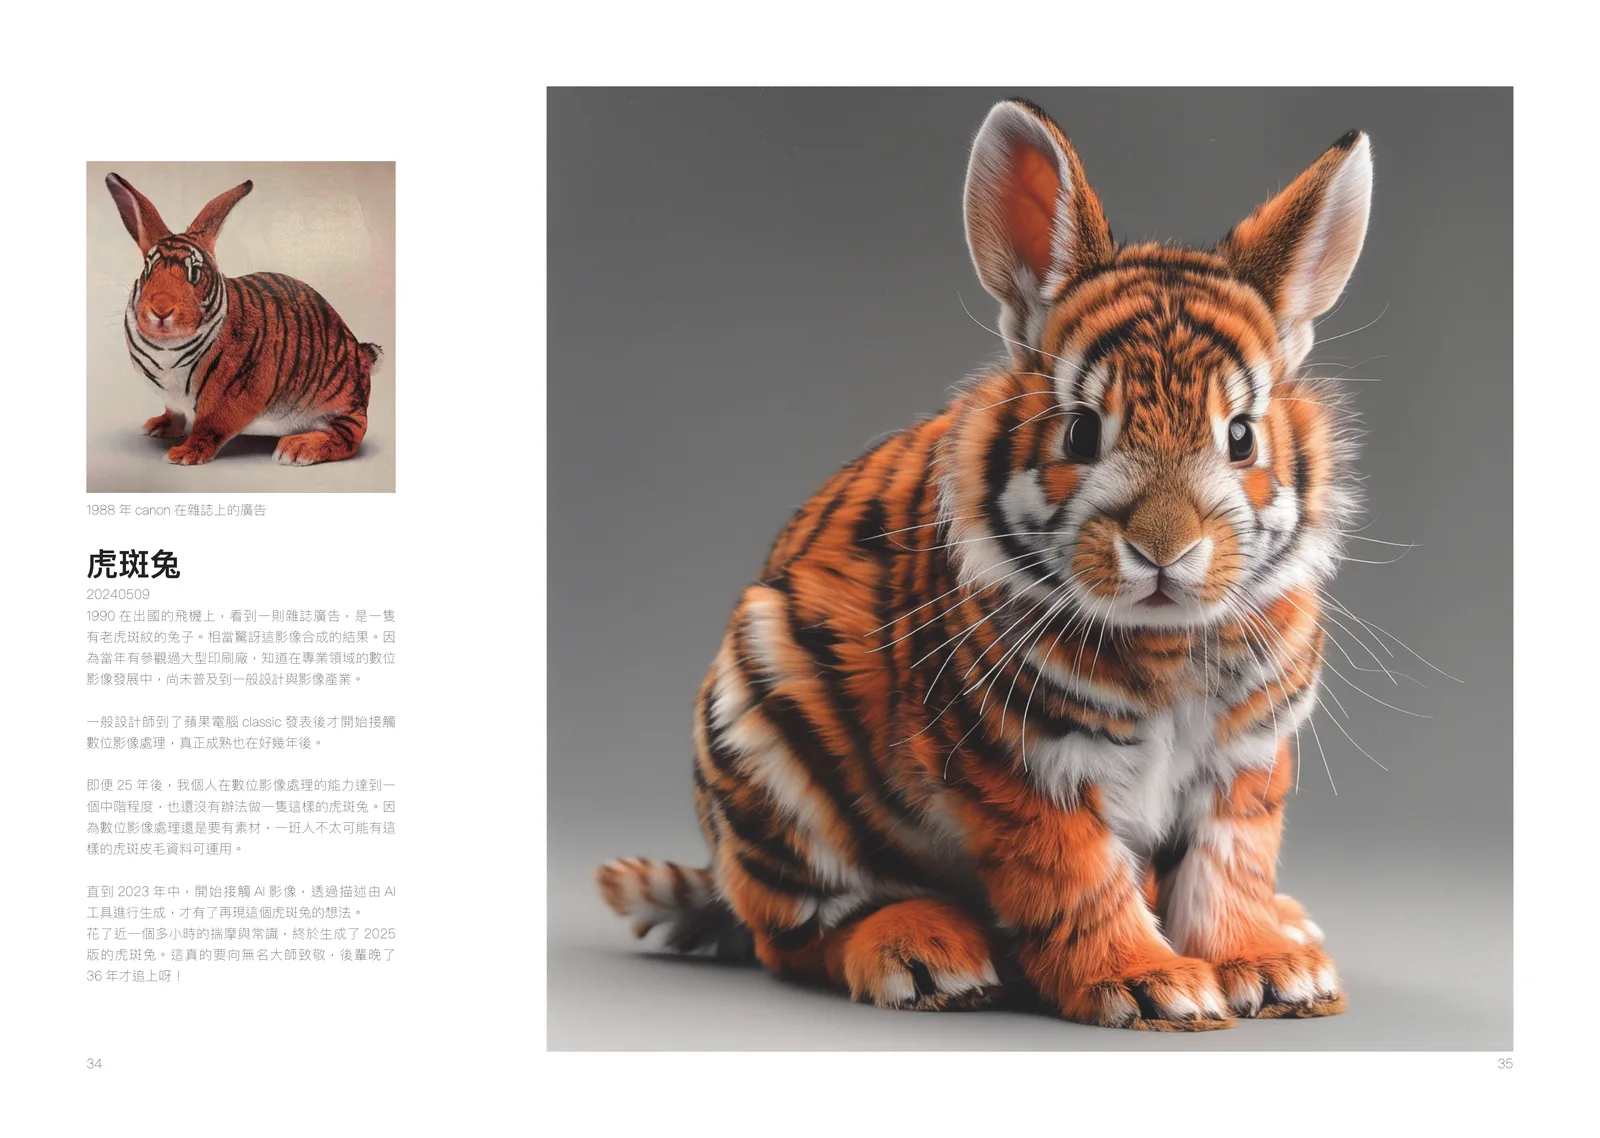 1988 年 canon 在雜誌上的廣告
虎斑兔
20240509
1990 在出國的飛機上，看到一則雜誌廣告，是一隻
有老虎斑紋的兔子。相當驚訝這影像合成的結果。因
為當年有參觀過大型印刷廠，知道在專業領域的數位
影像發展中，尚未普及到一般設計與影像產業。
一般設計師到了蘋果電腦 classic 發表後才開始接觸
數位影像處理，真正成熟也在好幾年後。
即便 25 年後，我個人在數位影像處理的能力達到一
個中階程度，也還沒有辦法做一隻這樣的虎斑兔。因
為數位影像處理還是要有素材，一班人不太可能有這
樣的虎斑皮毛資料可運用。
直到 2023 年中，開始接觸 AI 影像，透過描述由 AI
工具進行生成，才有了再現這個虎斑兔的想法。
花了近一個多小時的揣摩與常識，終於生成了 2025
版的虎斑兔。這真的要向無名大師致敬，後輩晚了
36 年才追上呀！
34
35